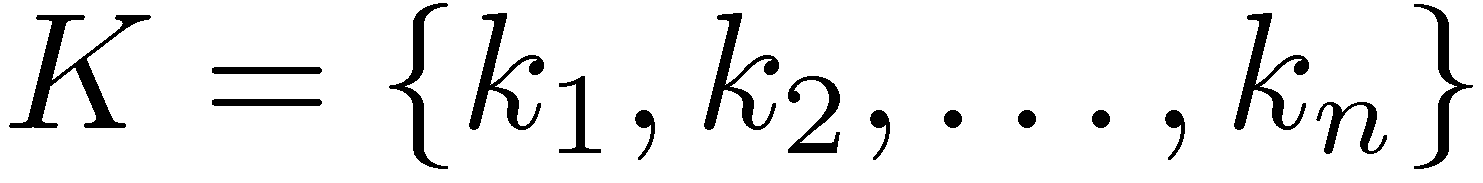 K = {k₁, k₂, . . . , kₙ}